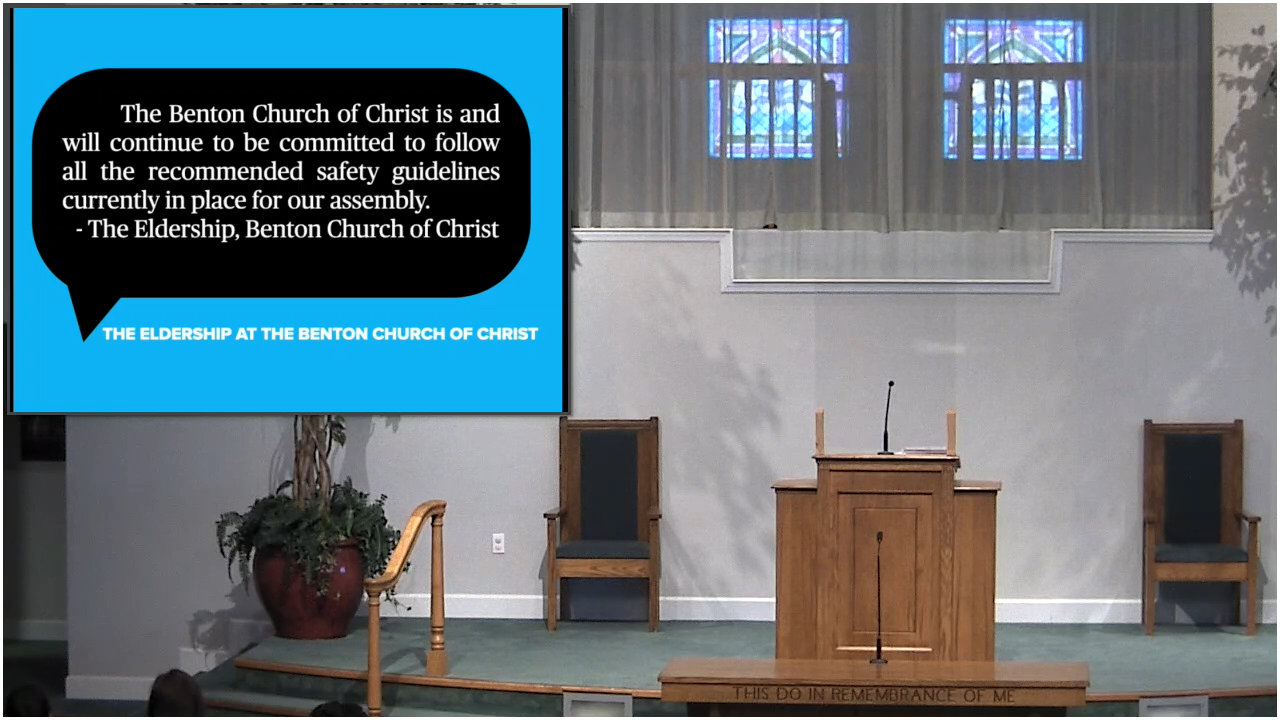 The Benton Church of Christ is and
will continue to be committed to follow
all the recommended safety guidelines
currently in place for our assembly.
- The Eldership, Benton Church of Christ
THE ELDERSHIP AT THE BENTON CHURCH OF CHRIST
THIS DO IN REMEMBRANCE OF ME